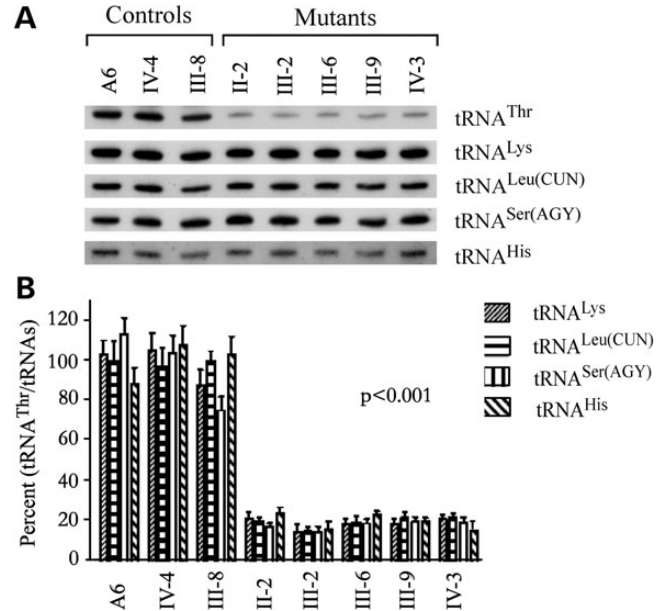 A
Controls Mutants
A6 IV-4 III-8 II-2 III-2 III-6 III-9 IV-3
tRNAThr
tRNALys
tRNALeu(CUN)
tRNASer(AGY)
tRNAHis
B
Percent (tRNAThr/tRNAs)
120
100
80
60
40
20
0
p<0.001
tRNALys
tRNALeu(CUN)
tRNASer(AGY)
tRNAHis
A6 IV-4 III-8 II-2 III-2 III-6 III-9 IV-3